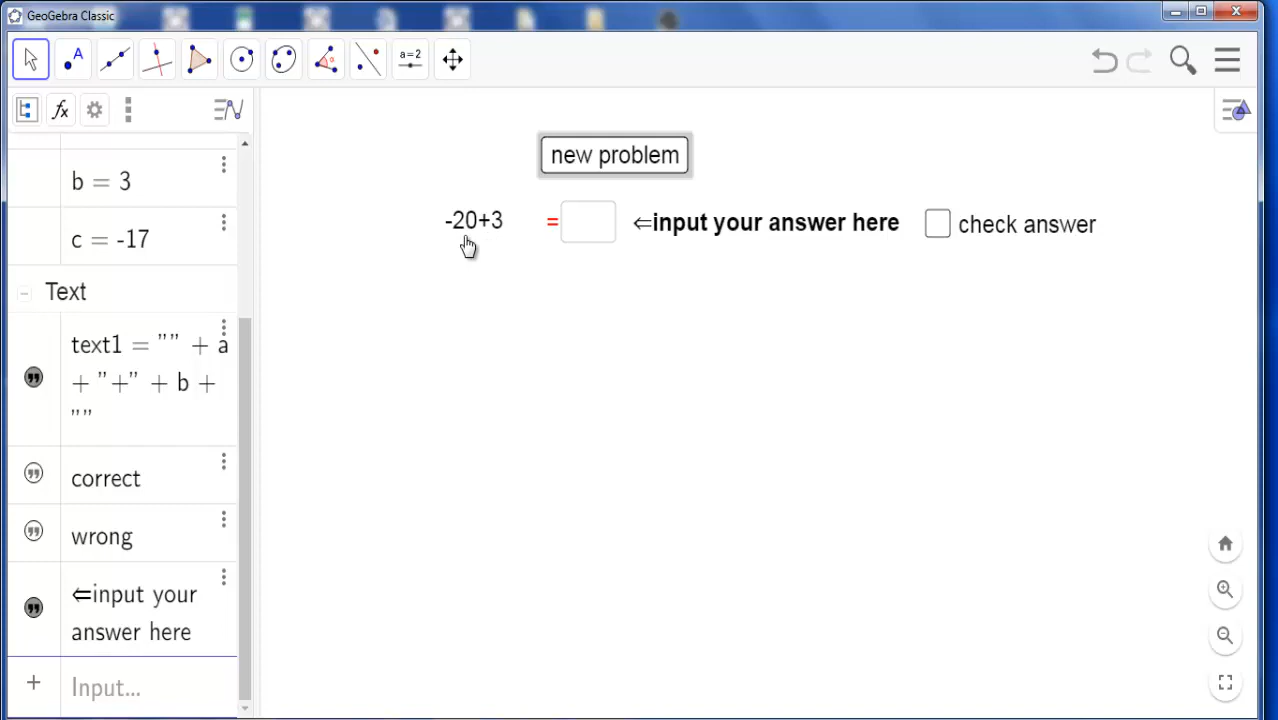 GeoGebra Classic
A
a=2
fx
new problem
b = 3
-20+3 = ⇐input your answer here check answer
c = -17
Text
text1 = "" + a
+ "+" + b +
""
correct
wrong
⇐input your
answer here
+ Input...